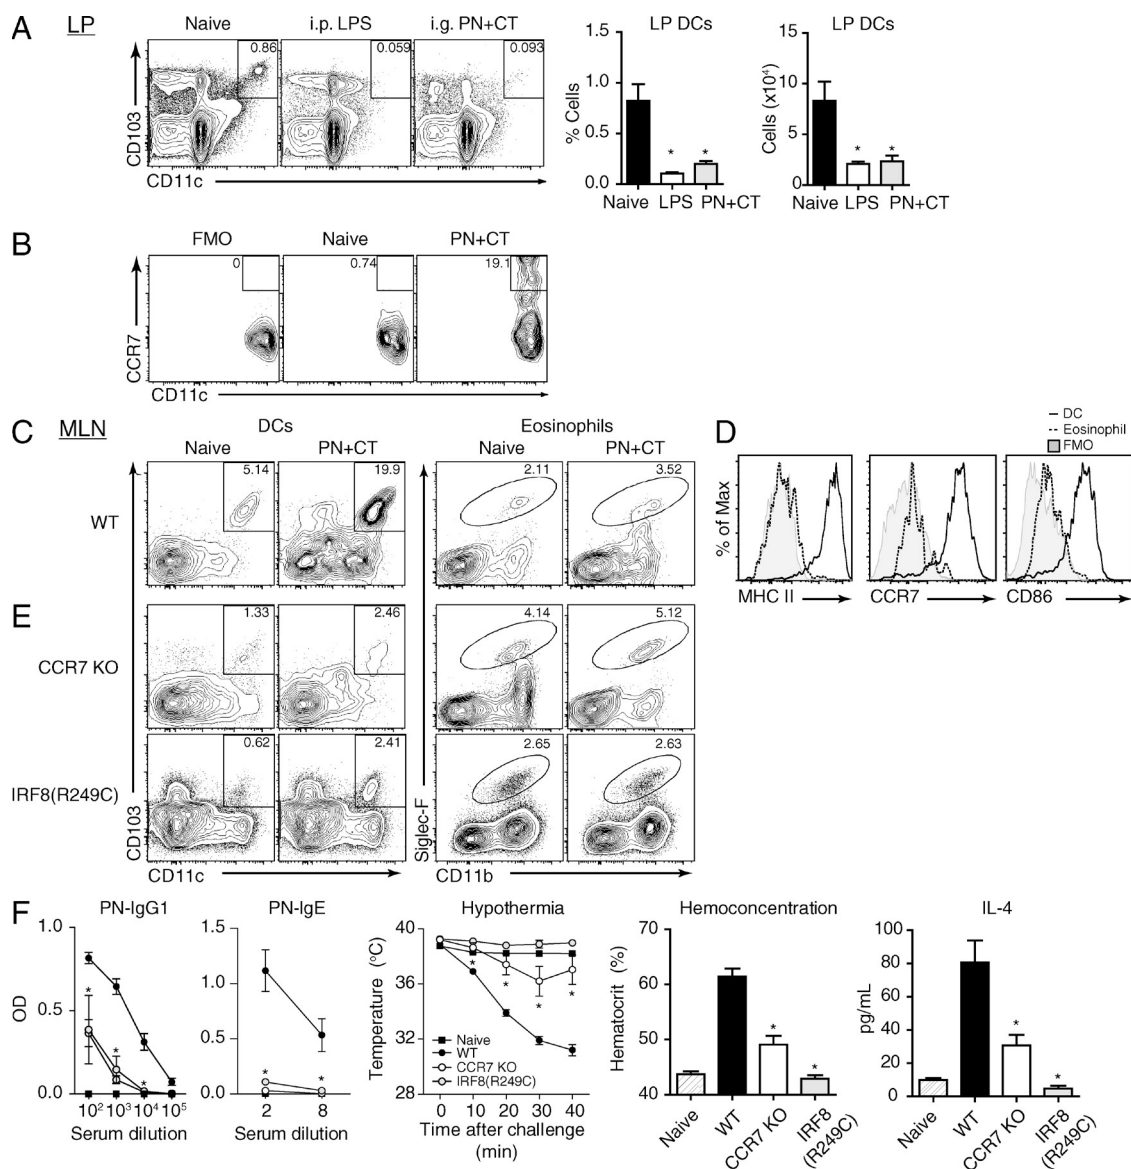 A LP
Naive i.p. LPS i.g. PN+CT
0.86 0.059 0.093
CD103
CD11c
LP DCs
% Cells
1.5
1.0
0.5
0.0
Naive LPS PN+CT
* *
LP DCs
Cells (x10⁴)
15
10
5
0
Naive LPS PN+CT
* *
B
FMO Naive PN+CT
0 0.74 19.1
CCR7
CD11c
C MLN
DCs Eosinophils
Naive PN+CT Naive PN+CT
WT
5.14 19.9 2.11 3.52
D
DC
Eosinophil
FMO
% of Max
MHC II CCR7 CD86
E
CCR7 KO
1.33 2.46 4.14 5.12
IRF8(R249C)
0.62 2.41 2.65 2.63
CD103
CD11c
Siglec-F
CD11b
F
PN-IgG1
OD
1.0
0.5
0.0
* * *
10² 10³ 10⁴ 10⁵
Serum dilution
PN-IgE
1.5
1.0
0.5
0.0
* *
2 8
Serum dilution
Hypothermia
Temperature (°C)
40
36
32
28
* * * *
Naive
WT
CCR7 KO
IRF8(R249C)
0 10 20 30 40
Time after challenge
(min)
Hemoconcentration
Hematocrit (%)
70
60
50
40
* *
Naive WT CCR7 KO IRF8
(R249C)
IL-4
pg/mL
100
80
60
40
20
0
* *
Naive WT CCR7 KO IRF8
(R249C)